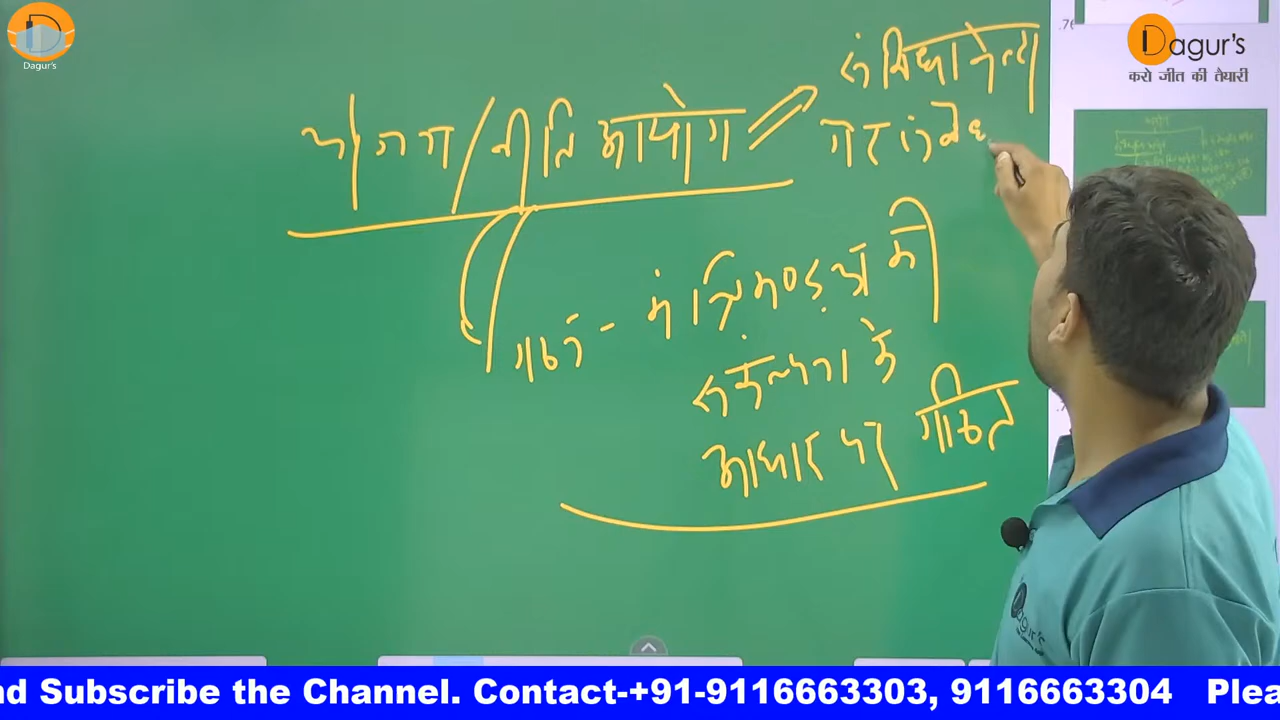 Dagur's
Dagur's
करो जीत की तैयारी
योजना / नीति आयोग
संविधानेत्तर
गैर संवैध
गठन - मंत्रिमण्डल की
संकल्पना के
आधार पर गठित
nd Subscribe the Channel. Contact-+91-9116663303, 9116663304 Plea